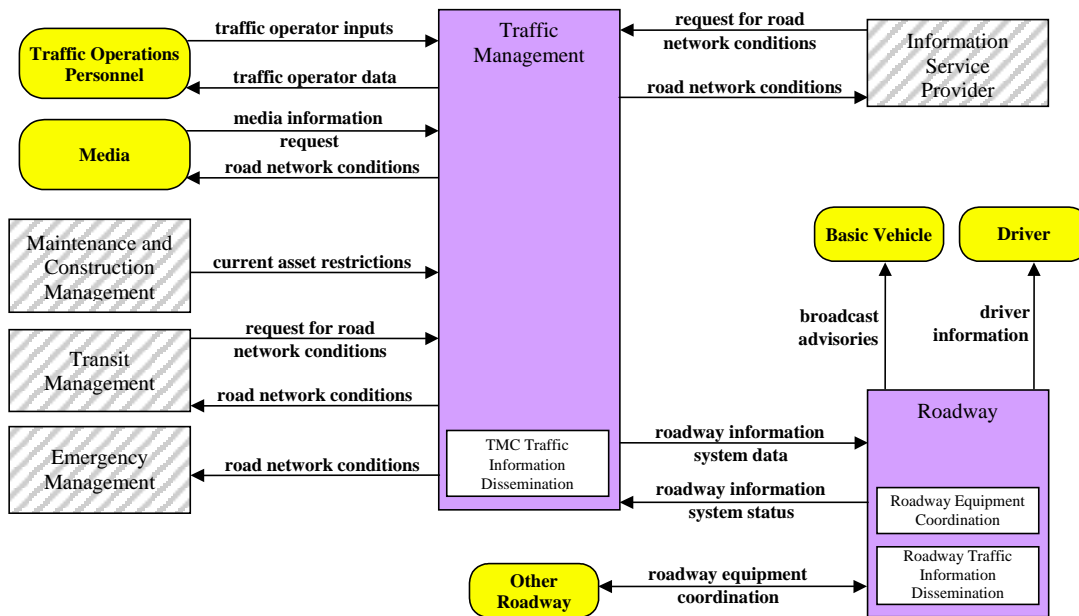 traffic operator inputs
Traffic Operations
Personnel
traffic operator data
media information
request
Media
road network conditions
Maintenance and
Construction
Management
current asset restrictions
request for road
network conditions
Transit
Management
road network conditions
Emergency
Management
road network conditions
Traffic
Management
TMC Traffic
Information
Dissemination
request for road
network conditions
Information
Service
Provider
road network conditions
Basic Vehicle
Driver
broadcast
advisories
driver
information
Roadway
roadway information
system data
roadway information
system status
Roadway Equipment
Coordination
Roadway Traffic
Information
Dissemination
Other
Roadway
roadway equipment
coordination